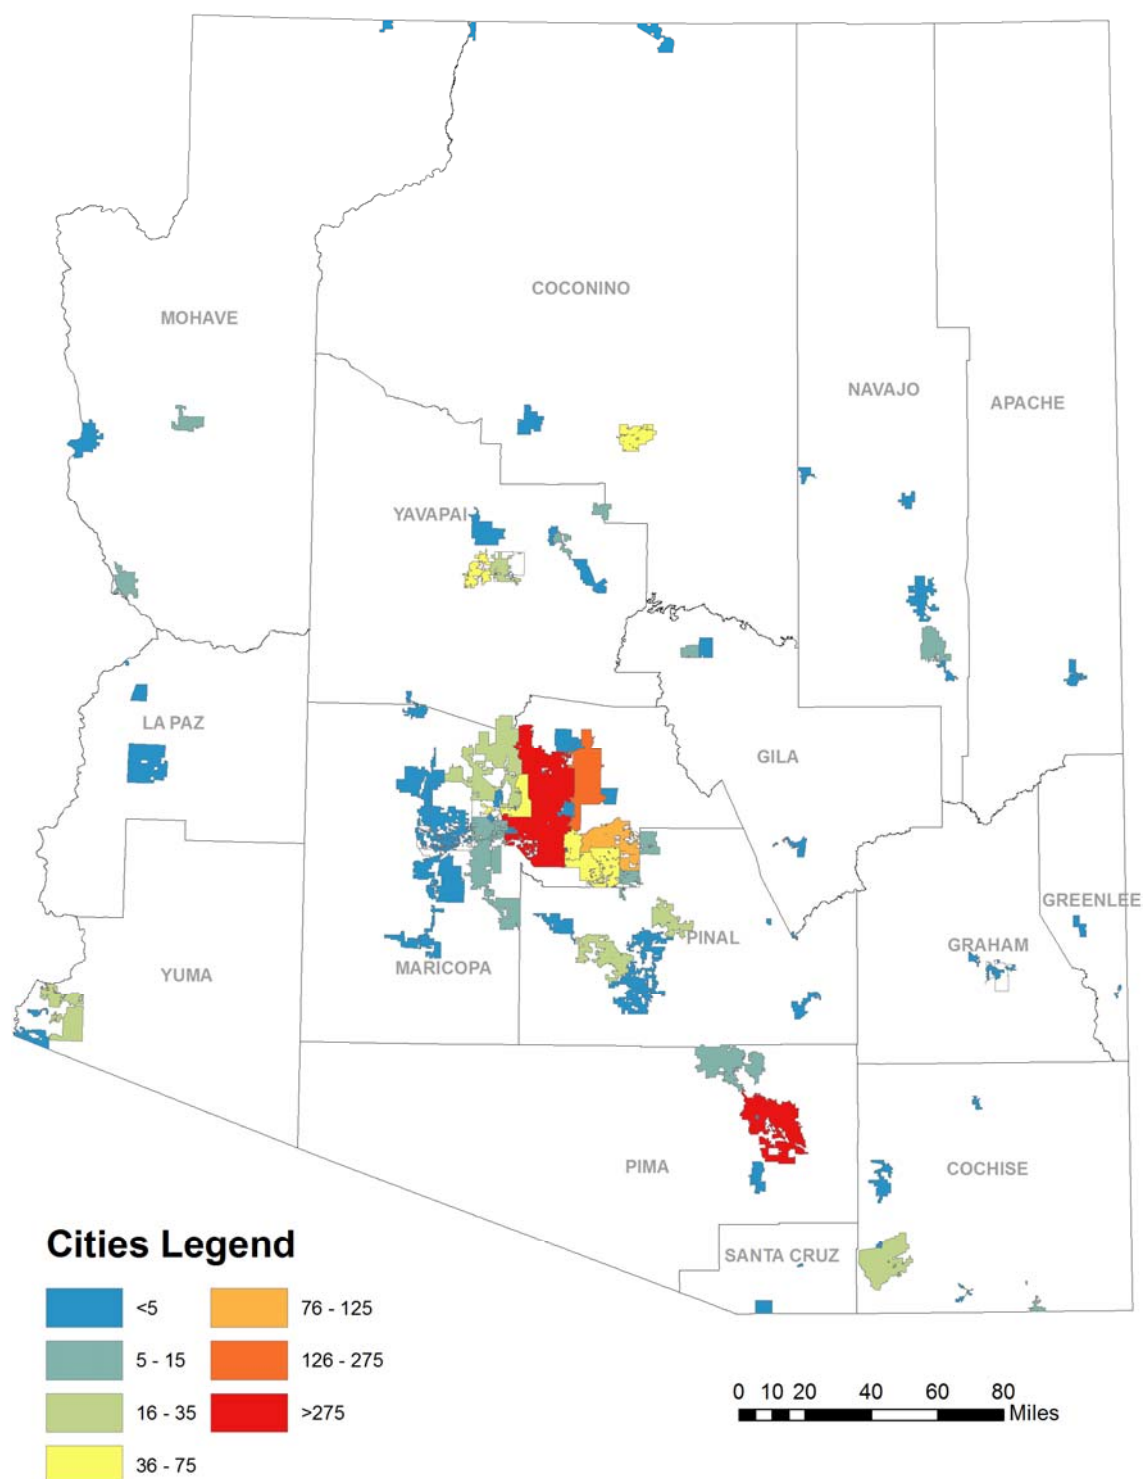 COCONINO
MOHAVE
NAVAJO
APACHE
YAVAPAI
LA PAZ
GILA
GREENLEE
PINAL
GRAHAM
MARICOPA
YUMA
PIMA
COCHISE
SANTA CRUZ
Cities Legend
<5
76 - 125
5 - 15
126 - 275
16 - 35
>275
36 - 75
0 10 20 40 60 80
Miles